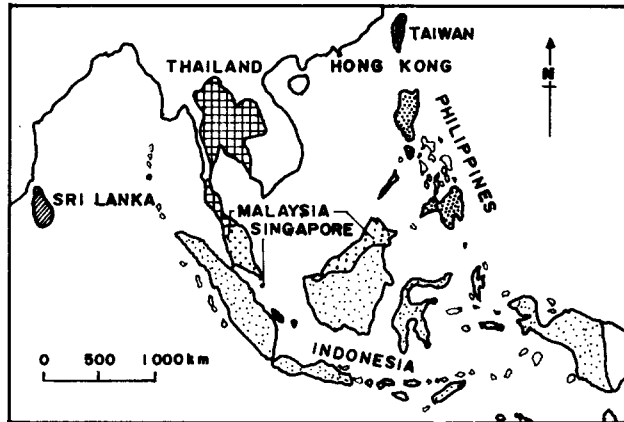 TAIWAN
THAILAND
HONG KONG
N
PHILIPPINES
SRI LANKA
MALAYSIA
SINGAPORE
INDONESIA
0 500 1000km